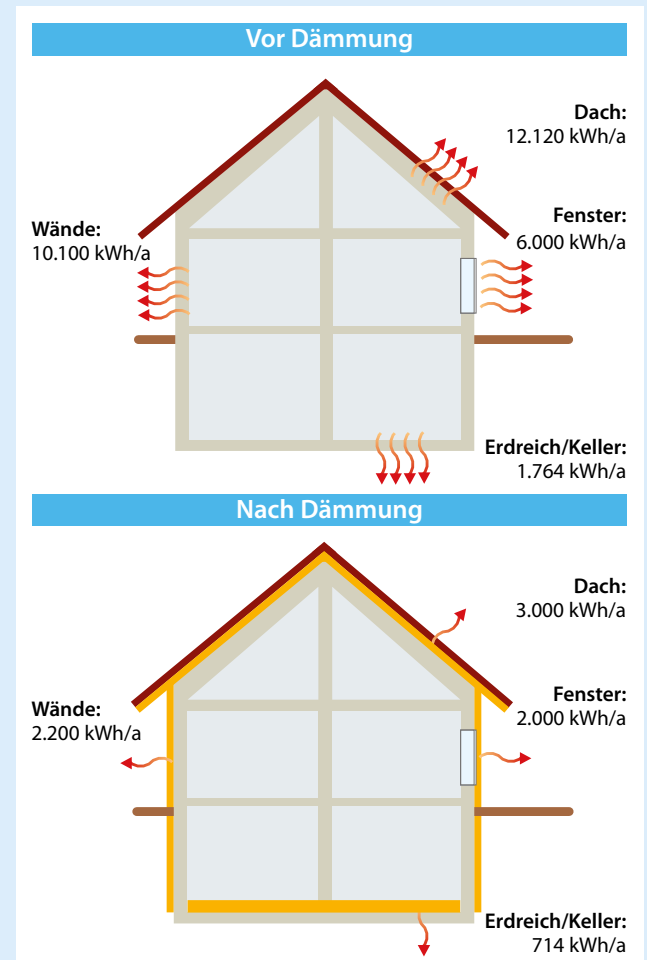 Vor Dämmung
Dach:
12.120 kWh/a
Fenster:
6.000 kWh/a
Wände:
10.100 kWh/a
Erdreich/Keller:
1.764 kWh/a
Nach Dämmung
Dach:
3.000 kWh/a
Fenster:
2.000 kWh/a
Wände:
2.200 kWh/a
Erdreich/Keller:
714 kWh/a